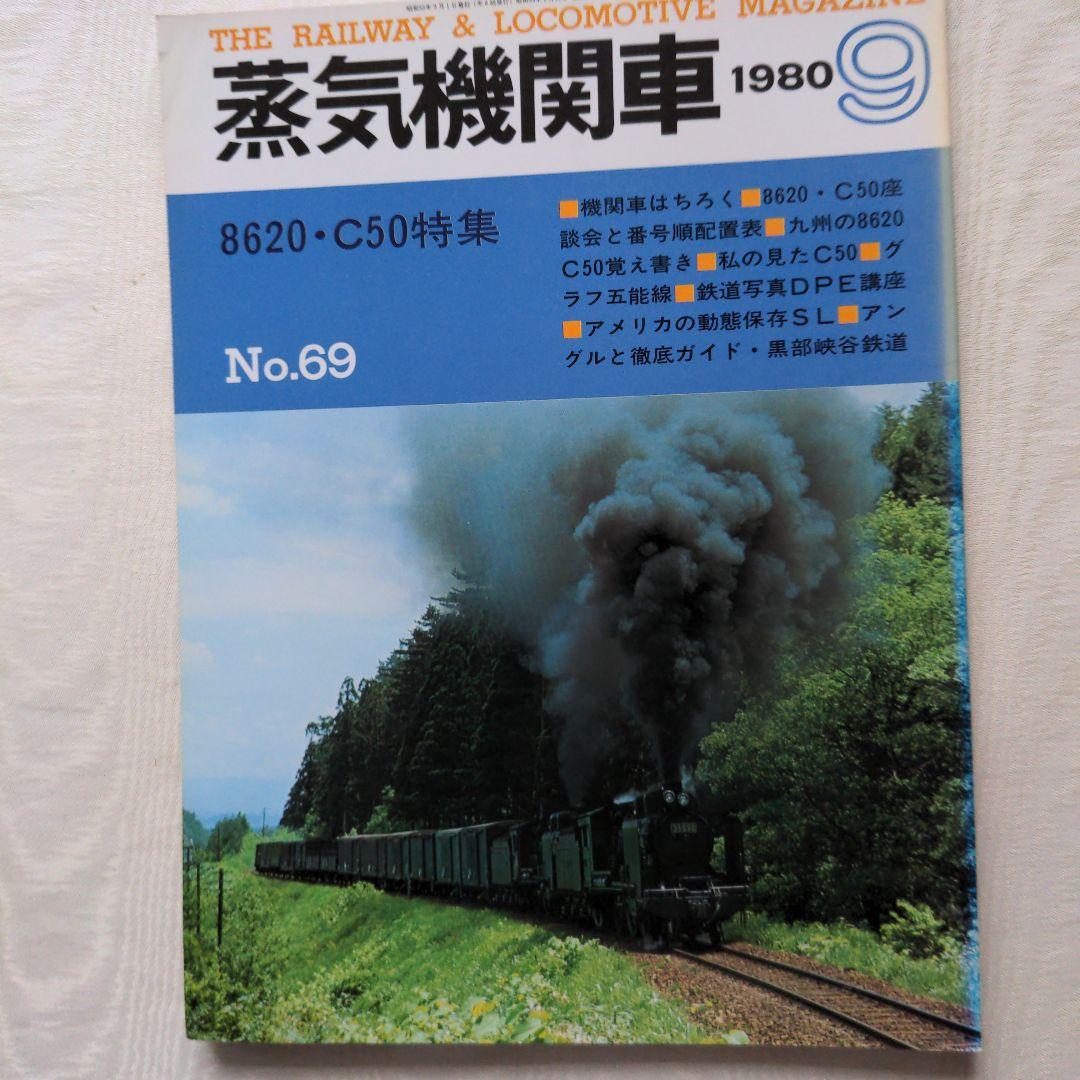 THE RAILWAY & LOCOMOTIVE MAGAZINE
蒸気機関車 1980 9
8620・C50特集
No.69
■機関車はちろく■8620・C50座
談会と番号順配置表■九州の8620
C50覚え書き■私の見たC50■グ
ラフ五能線■鉄道写真DPE講座
■アメリカの動態保存SL■アン
グルと徹底ガイド・黒部峡谷鉄道